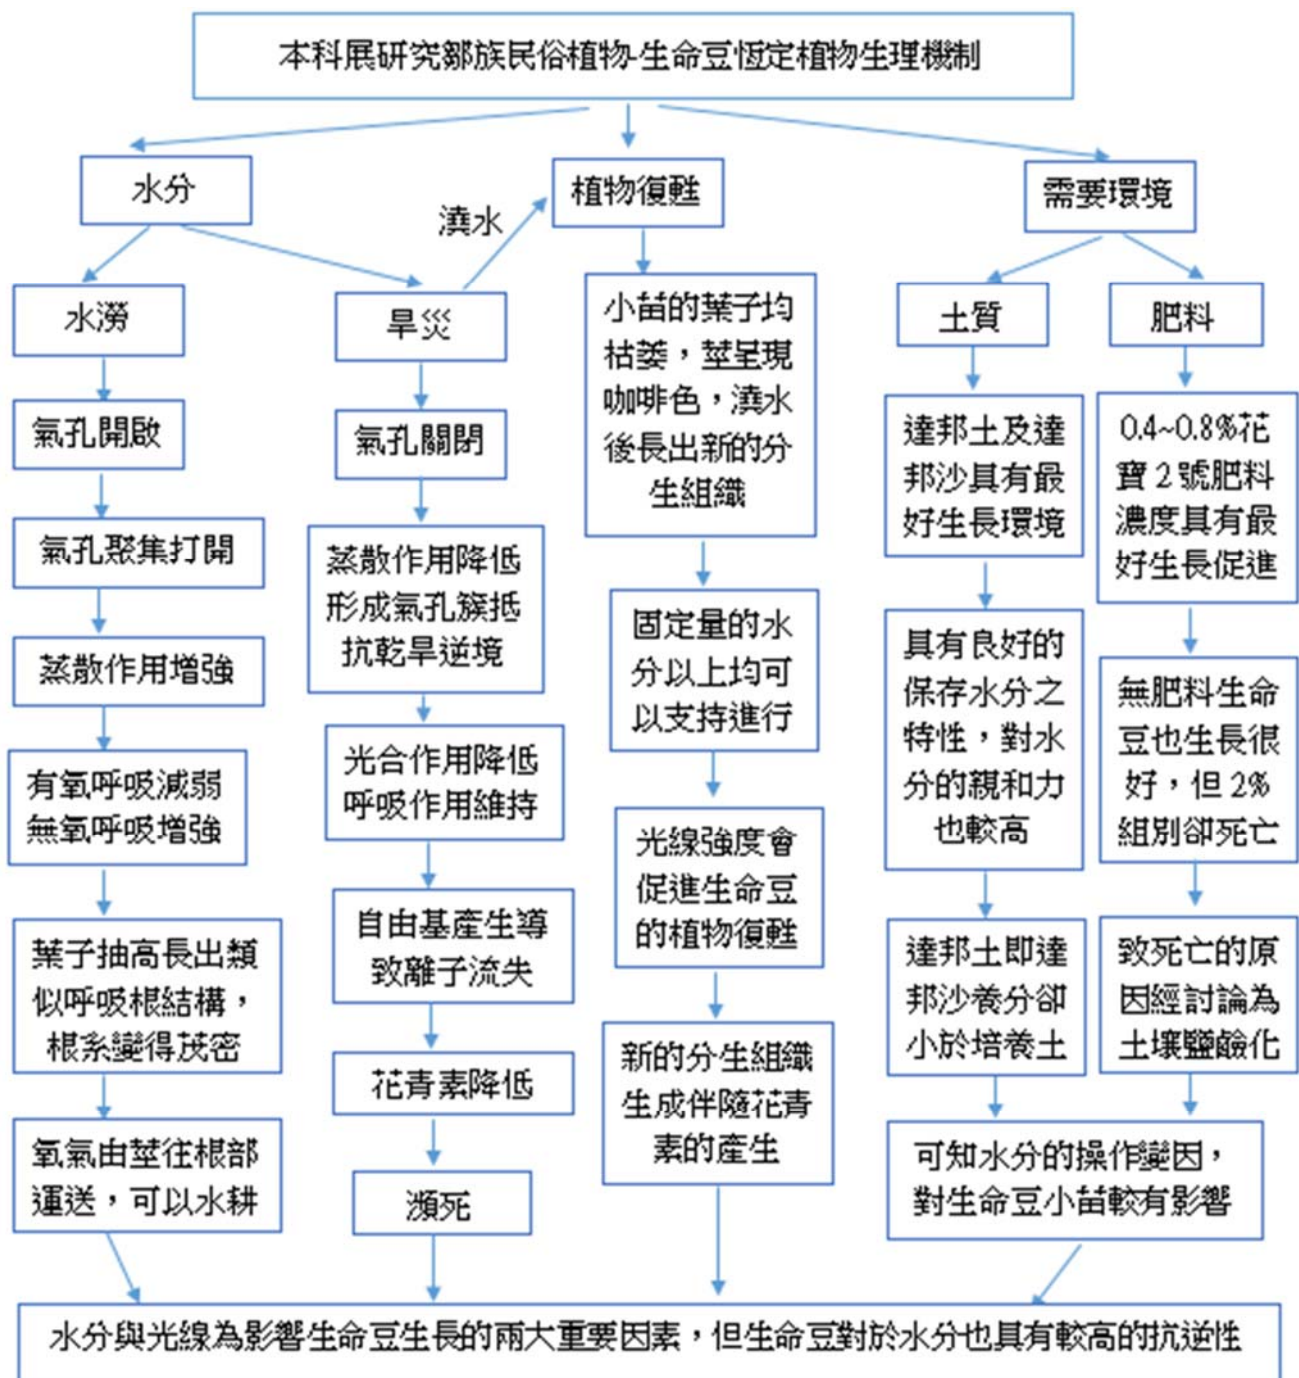 本科展研究鄒族民俗植物-生命豆恆定植物生理機制
水分
澆水
植物復甦
需要環境
水澇
氣孔開啟
氣孔聚集打開
蒸散作用增強
有氧呼吸減弱
無氧呼吸增強
葉子抽高長出類
似呼吸根結構，
根系變得茂密
氧氣由莖往根部
運送，可以水耕
旱災
氣孔關閉
蒸散作用降低
形成氣孔簇抵
抗乾旱逆境
光合作用降低
呼吸作用維持
自由基產生導
致離子流失
花青素降低
瀕死
小苗的葉子均
枯萎，莖呈現
咖啡色，澆水
後長出新的分
生組織
固定量的水
分以上均可
以支持進行
光線強度會
促進生命豆
的植物復甦
新的分生組織
生成伴隨花青
素的產生
土質
達邦土及達
邦沙具有最
好生長環境
具有良好的
保存水分之
特性，對水
分的親和力
也較高
達邦土即達
邦沙養分卻
小於培養土
肥料
0.4~0.8%花
寶 2 號肥料
濃度具有最
好生長促進
無肥料生命
豆也生長很
好，但 2%
組別卻死亡
致死亡的原
因經討論為
土壤鹽鹼化
可知水分的操作變因，
對生命豆小苗較有影響
水分與光線為影響生命豆生長的兩大重要因素，但生命豆對於水分也具有較高的抗逆性